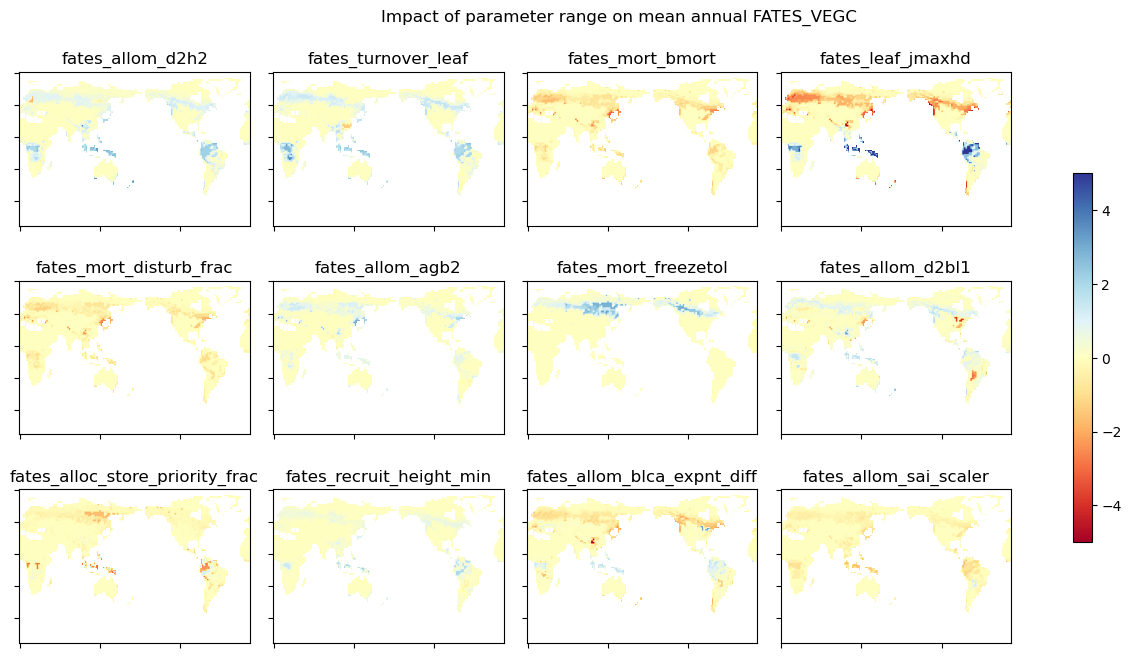 Impact of parameter range on mean annual FATES_VEGC
fates_allom_d2h2
fates_turnover_leaf
fates_mort_bmort
fates_leaf_jmaxhd
fates_mort_disturb_frac
fates_allom_agb2
fates_mort_freezetol
fates_allom_d2bl1
fates_alloc_store_priority_frac
fates_recruit_height_min
fates_allom_blca_expnt_diff
fates_allom_sai_scaler
4
2
0
−2
−4